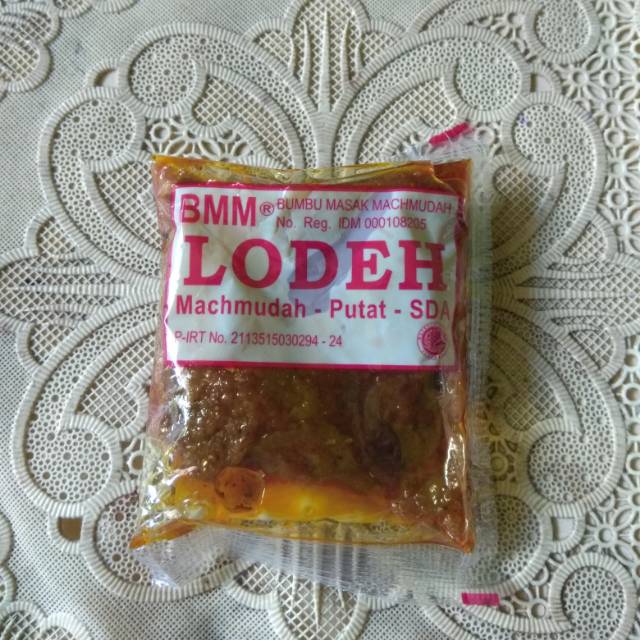 BMM® BUMBU MASAK MACHMUDAH
No. Reg. IDM 000108205
LODEH
Machmudah - Putat - SDA
P-IRT No. 2113515030294 - 24